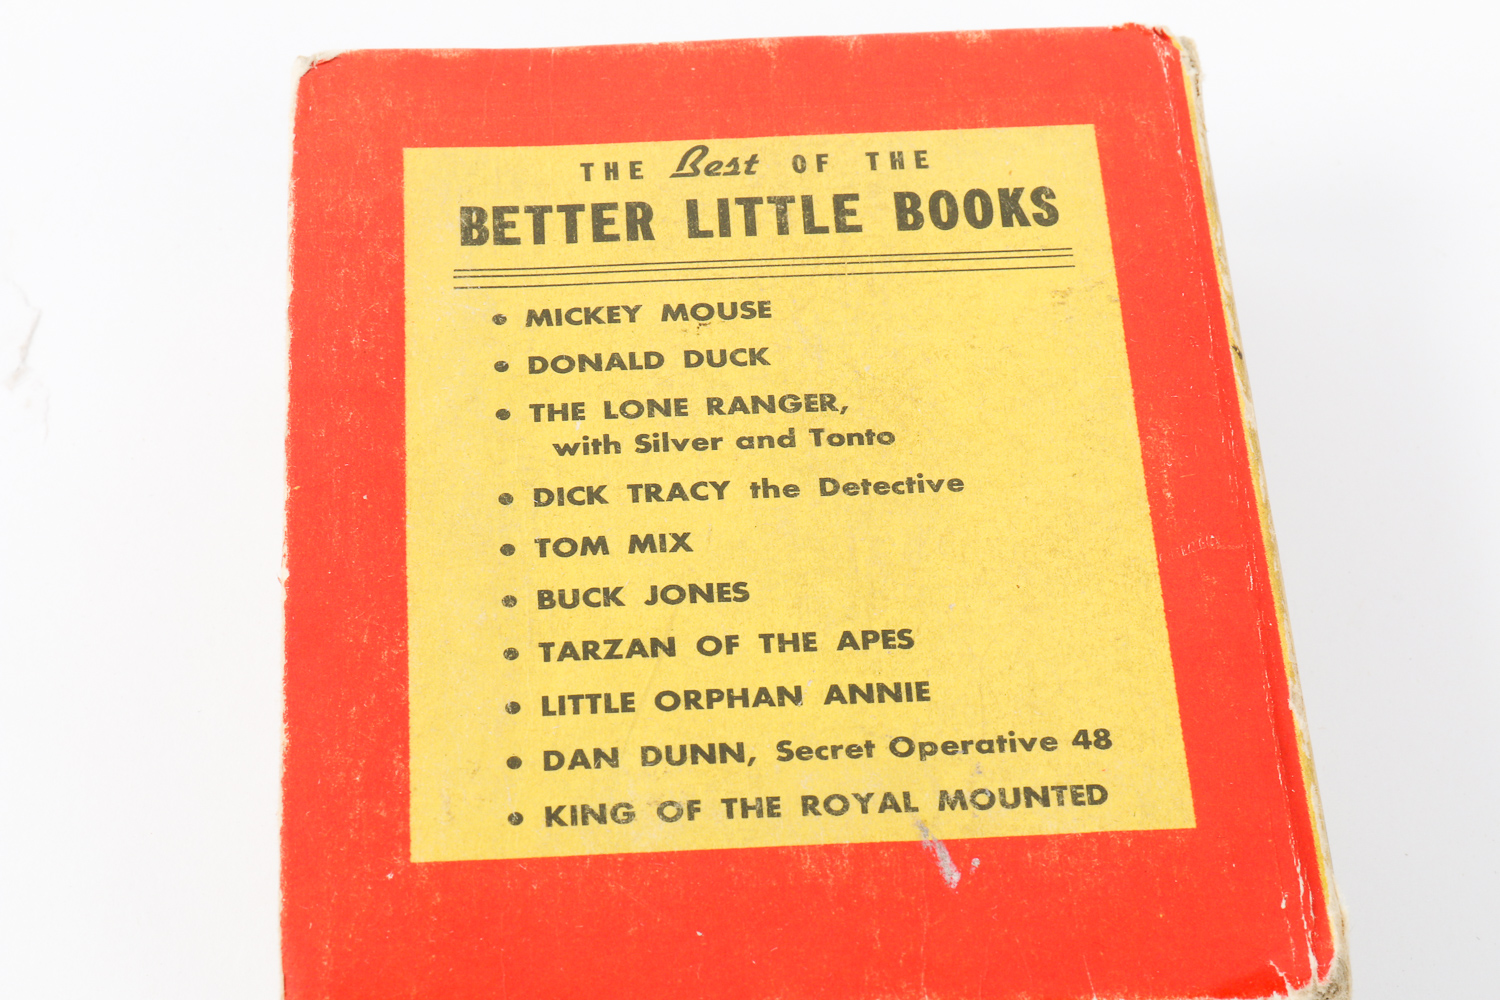 THE Best OF THE
BETTER LITTLE BOOKS
• MICKEY MOUSE
• DONALD DUCK
• THE LONE RANGER,
with Silver and Tonto
• DICK TRACY the Detective
• TOM MIX
• BUCK JONES
• TARZAN OF THE APES
• LITTLE ORPHAN ANNIE
• DAN DUNN, Secret Operative 48
• KING OF THE ROYAL MOUNTED